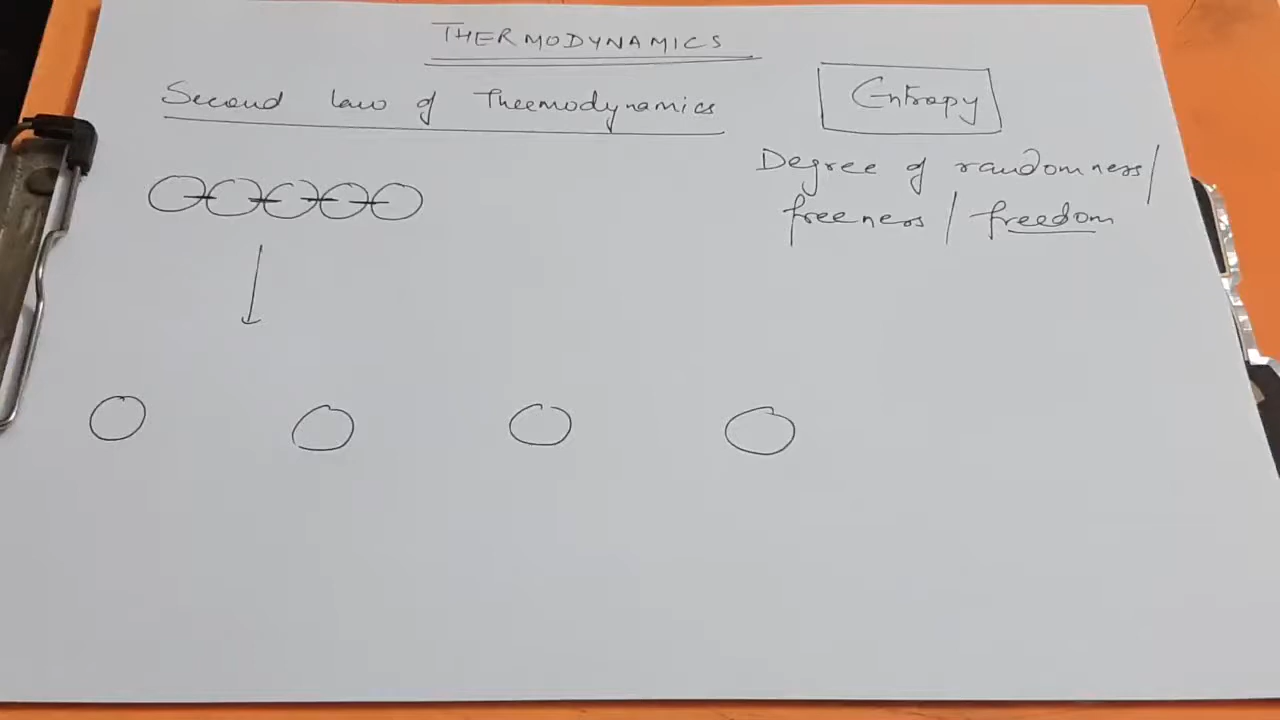 THERMODYNAMICS
Second law of Theemodynamics
Entropy
Degree of randomness/
freeness / freedom